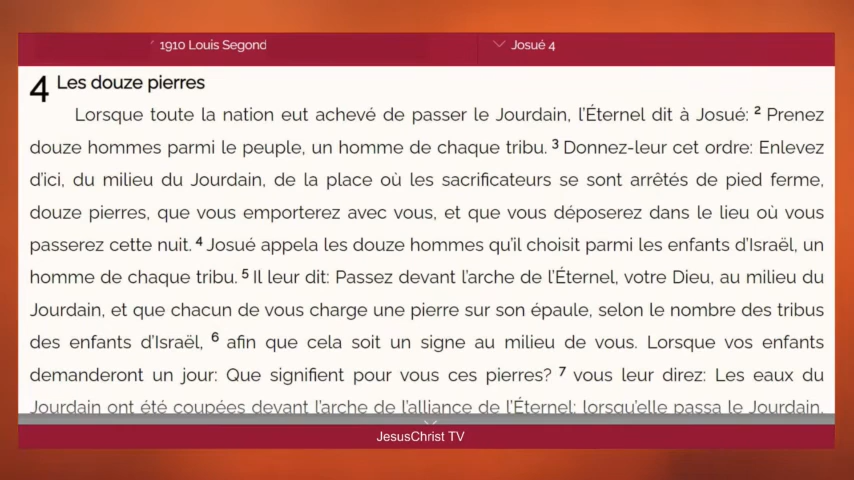 1910 Louis Segond
Josué 4
4 Les douze pierres
Lorsque toute la nation eut achevé de passer le Jourdain, l'Éternel dit à Josué: 2 Prenez
douze hommes parmi le peuple, un homme de chaque tribu. 3 Donnez-leur cet ordre: Enlevez
d'ici, du milieu du Jourdain, de la place où les sacrificateurs se sont arrêtés de pied ferme,
douze pierres, que vous emporterez avec vous, et que vous déposerez dans le lieu où vous
passerez cette nuit. 4 Josué appela les douze hommes qu'il choisit parmi les enfants d'Israël, un
homme de chaque tribu. 5 Il leur dit: Passez devant l'arche de l'Éternel, votre Dieu, au milieu du
Jourdain, et que chacun de vous charge une pierre sur son épaule, selon le nombre des tribus
des enfants d'Israël, 6 afin que cela soit un signe au milieu de vous. Lorsque vos enfants
demanderont un jour: Que signifient pour vous ces pierres? 7 vous leur direz: Les eaux du
Jourdain ont été coupées devant l'arche de l'alliance de l'Éternel; lorsqu'elle passa le Jourdain,
JesusChrist TV